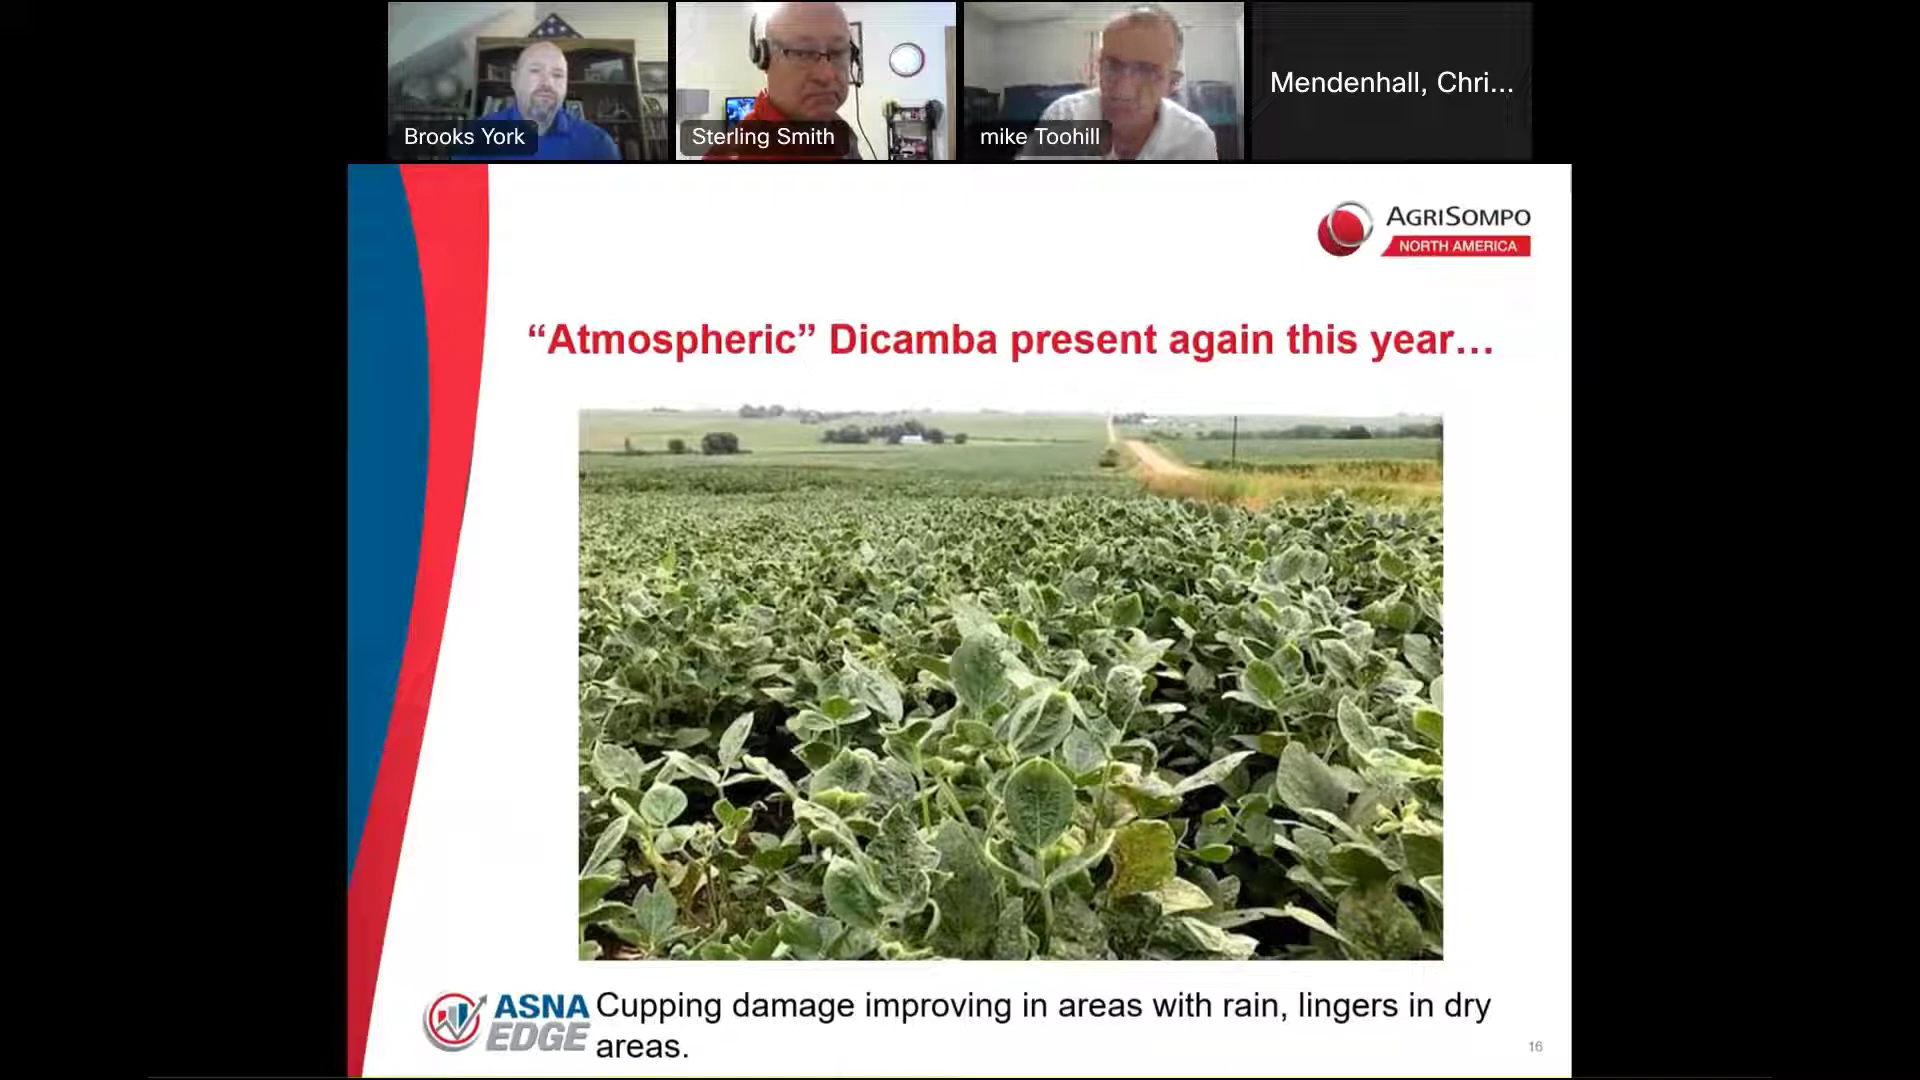 Brooks York
Sterling Smith
mike Toohill
Mendenhall, Chri...
AGRISOMPO
NORTH AMERICA
“Atmospheric” Dicamba present again this year…
ASNA
EDGE
Cupping damage improving in areas with rain, lingers in dry
areas.
16